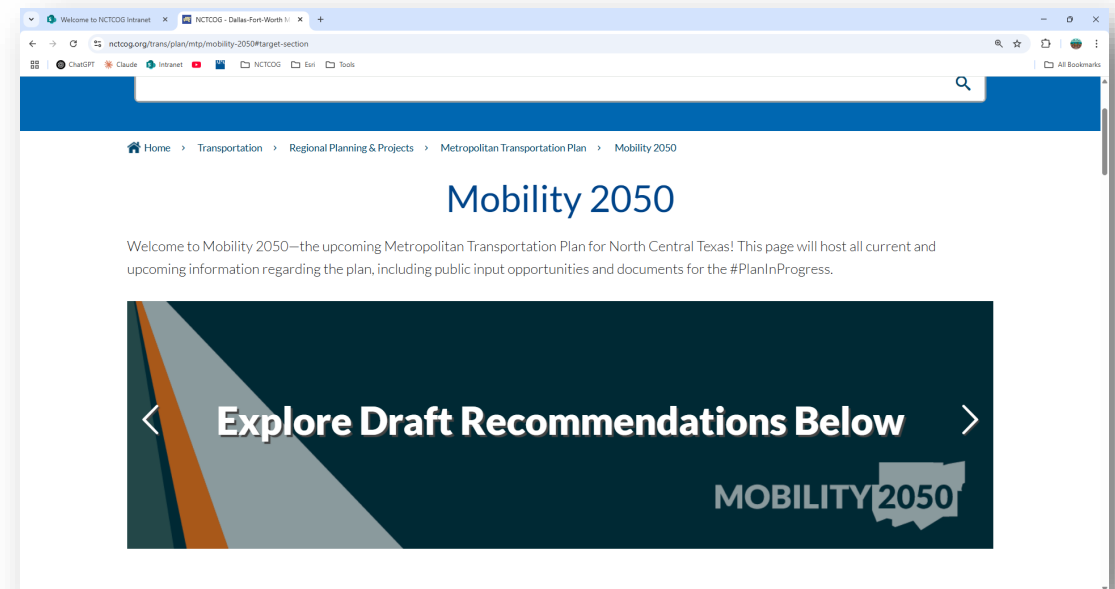 Welcome to NCTCOG Intranet
NCTCOG - Dallas-Fort-Worth M
nctcog.org/trans/plan/mtp/mobility-2050#target-section
ChatGPT Claude Intranet NCTCOG Esri Tools All Bookmarks
Home > Transportation > Regional Planning & Projects > Metropolitan Transportation Plan > Mobility 2050
Mobility 2050
Welcome to Mobility 2050—the upcoming Metropolitan Transportation Plan for North Central Texas! This page will host all current and
upcoming information regarding the plan, including public input opportunities and documents for the #PlanInProgress.
Explore Draft Recommendations Below
MOBILITY 2050